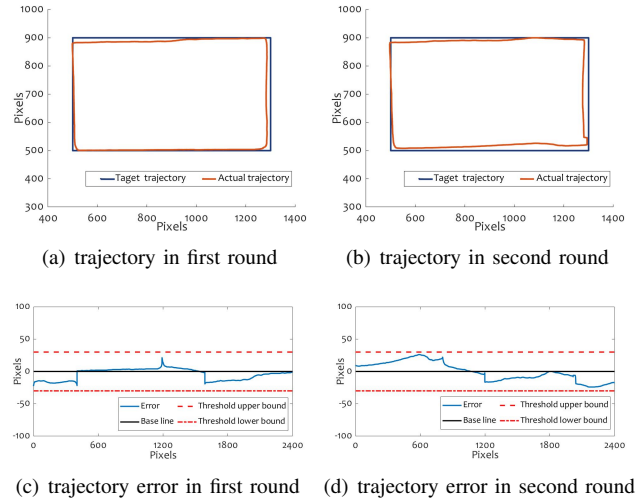 1000
900
800
700
600
500
400
300
Pixels
Taget trajectory
Actual trajectory
400 600 800 1000 1200 1400
Pixels
(a) trajectory in first round
1000
900
800
700
600
500
400
300
Pixels
Taget trajectory
Actual trajectory
400 600 800 1000 1200 1400
Pixels
(b) trajectory in second round
100
50
0
-50
-100
Pixels
Error
Threshold upper bound
Base line
Threshold lower bound
0 600 1200 1800 2400
Pixels
(c) trajectory error in first round
100
50
0
-50
-100
Pixels
Error
Threshold upper bound
Base line
Threshold lower bound
0 600 1200 1800 2400
Pixels
(d) trajectory error in second round